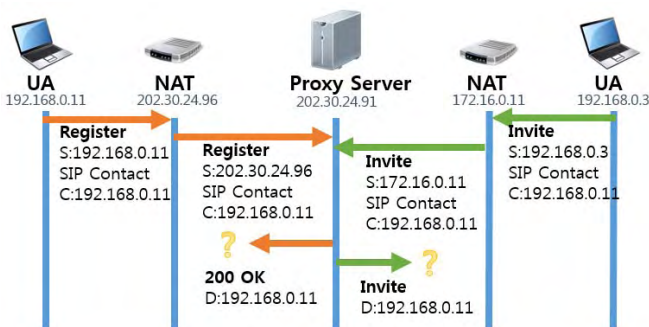 UA
192.168.0.11
NAT
202.30.24.96
Proxy Server
202.30.24.91
NAT
172.16.0.11
UA
192.168.0.3
Register
S:192.168.0.11
SIP Contact
C:192.168.0.11
Register
S:202.30.24.96
SIP Contact
C:192.168.0.11
Invite
S:172.16.0.11
SIP Contact
C:192.168.0.11
Invite
S:192.168.0.3
SIP Contact
C:192.168.0.11
?
200 OK
D:192.168.0.11
?
Invite
D:192.168.0.11